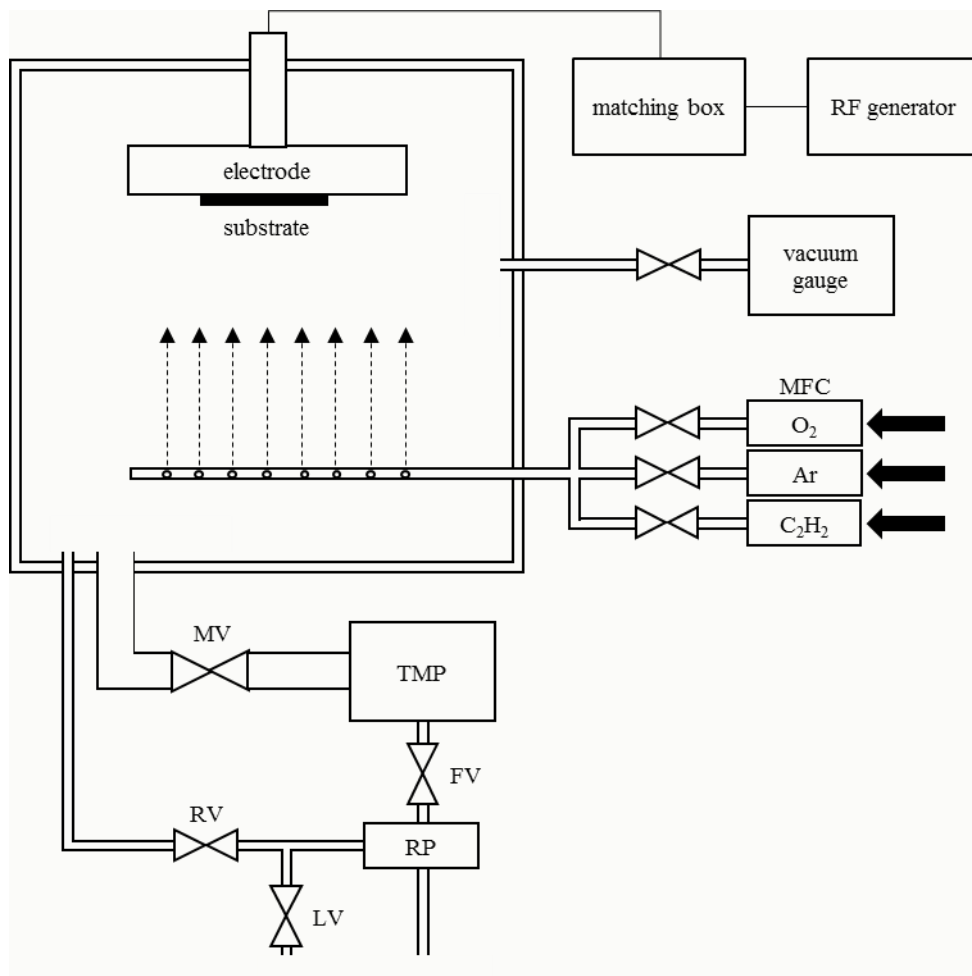 matching box
RF generator
electrode
substrate
vacuum
gauge
MFC
O₂
Ar
C₂H₂
MV
TMP
FV
RV
RP
LV